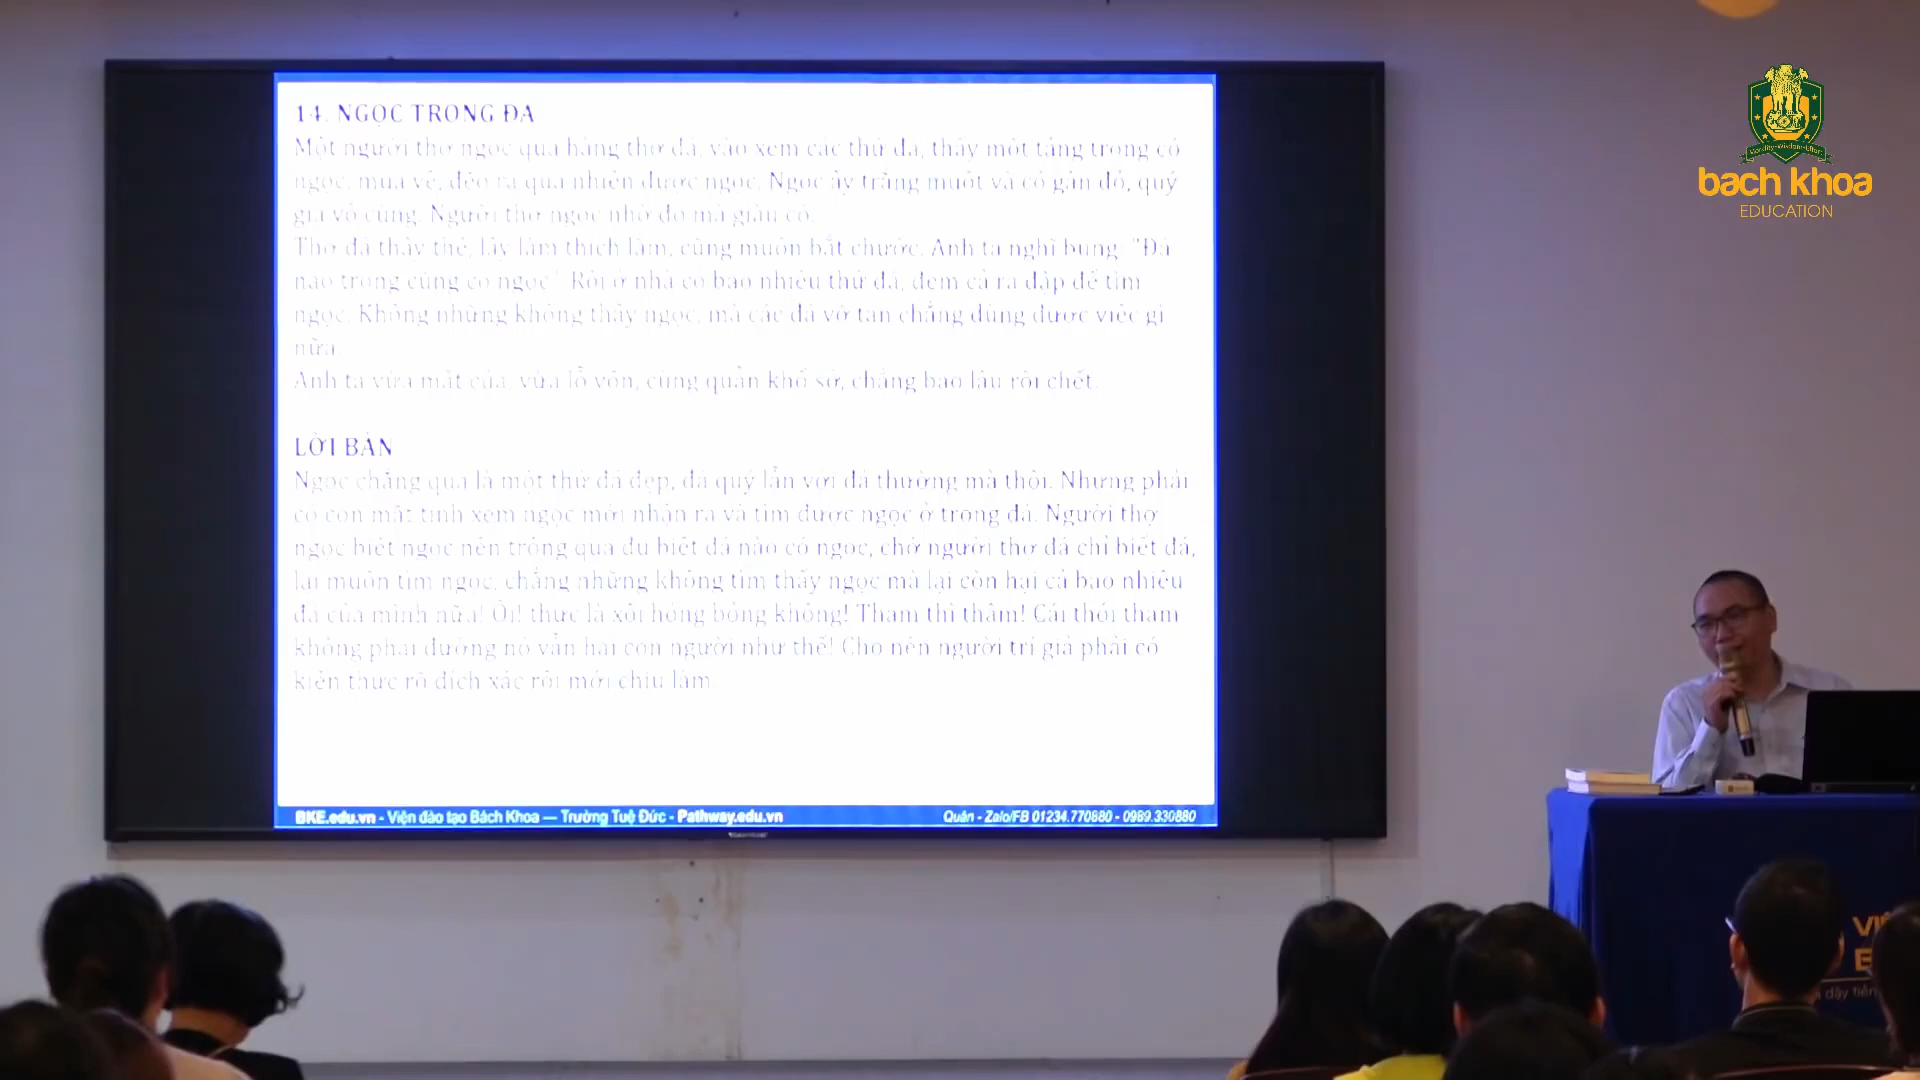 14. NGỌC TRONG ĐÁ
Một người thợ ngọc qua hàng thợ đá, vào xem các thứ đá, thấy một tảng trong có
ngọc, mua về, đẽo ra quả nhiên được ngọc. Ngọc ấy trắng muốt và có gân đỏ, quý
giá vô cùng. Người thợ ngọc nhờ đó mà giàu có.
Thợ đá thấy thế, lấy làm thích lắm, cũng muốn bắt chước. Anh ta nghĩ bụng: "Đá
nào trong cũng có ngọc". Rồi ở nhà có bao nhiêu thứ đá, đem cả ra đập để tìm
ngọc. Không những không thấy ngọc, mà các đá vỡ tan chẳng dùng được việc gì
nữa.
Anh ta vừa mất của, vừa lỗ vốn, cùng quẫn khổ sở, chẳng bao lâu rồi chết.
LỜI BÀN
Ngọc chẳng qua là một thứ đá đẹp, đá quý lẫn với đá thường mà thôi. Nhưng phải
có con mắt tinh xem ngọc mới nhận ra và tìm được ngọc ở trong đá. Người thợ
ngọc biết ngọc nên trông qua đủ biết đá nào có ngọc, chớ người thợ đá chỉ biết đá,
lại muốn tìm ngọc, chẳng những không tìm thấy ngọc mà lại còn hại cả bao nhiêu
đá của mình nữa! Ôi! thực là xôi hỏng bỏng không! Tham thì thâm! Cái thói tham
không phải đường nó vẫn hại con người như thế! Cho nên người trí giả phải có
kiến thức rõ đích xác rồi mới chịu làm.
BKE.edu.vn - Viện đào tạo Bách Khoa — Trường Tuệ Đức - Pathway.edu.vn
Quân - Zalo/FB 01234.770880 - 0989.330880
bach khoa
EDUCATION
dậy